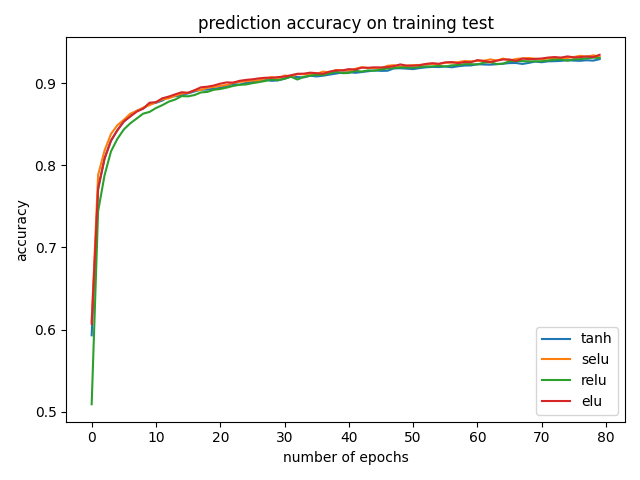 prediction accuracy on training test
accuracy
0.9
0.8
0.7
0.6
0.5
tanh
selu
relu
elu
0 10 20 30 40 50 60 70 80
number of epochs